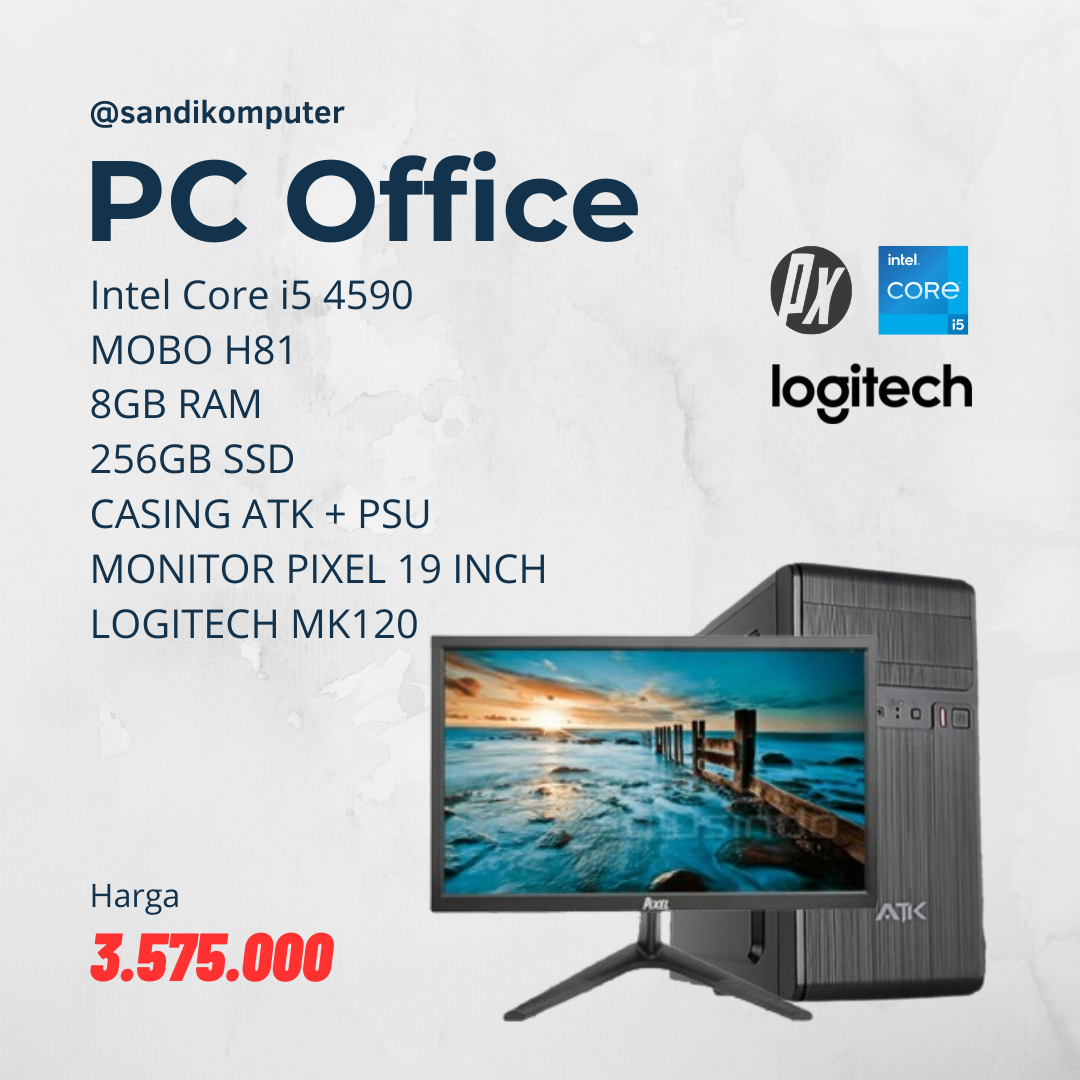 @sandikomputer
PC Office
Intel Core i5 4590
MOBO H81
8GB RAM
256GB SSD
CASING ATK + PSU
MONITOR PIXEL 19 INCH
LOGITECH MK120
PX
intel.
CORE
i5
logitech
PIXEL
ATK
Harga
3.575.000